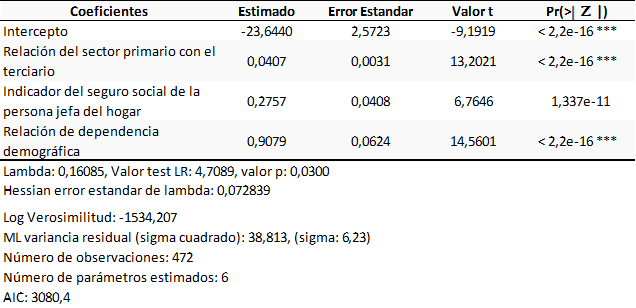 Coeficientes Estimado Error Estandar Valor t Pr(>| Z |)
Intercepto -23,6440 2,5723 -9,1919 < 2,2e-16 ***
Relación del sector primario con el
terciario 0,0407 0,0031 13,2021 < 2,2e-16 ***
Indicador del seguro social de la
persona jefa del hogar 0,2757 0,0408 6,7646 1,337e-11
Relación de dependencia
demográfica 0,9079 0,0624 14,5601 < 2,2e-16 ***
Lambda: 0,16085, Valor test LR: 4,7089, valor p: 0,0300
Hessian error estandar de lambda: 0,072839
Log Verosimilitud: -1534,207
ML variancia residual (sigma cuadrado): 38,813, (sigma: 6,23)
Número de observaciones: 472
Número de parámetros estimados: 6
AIC: 3080,4